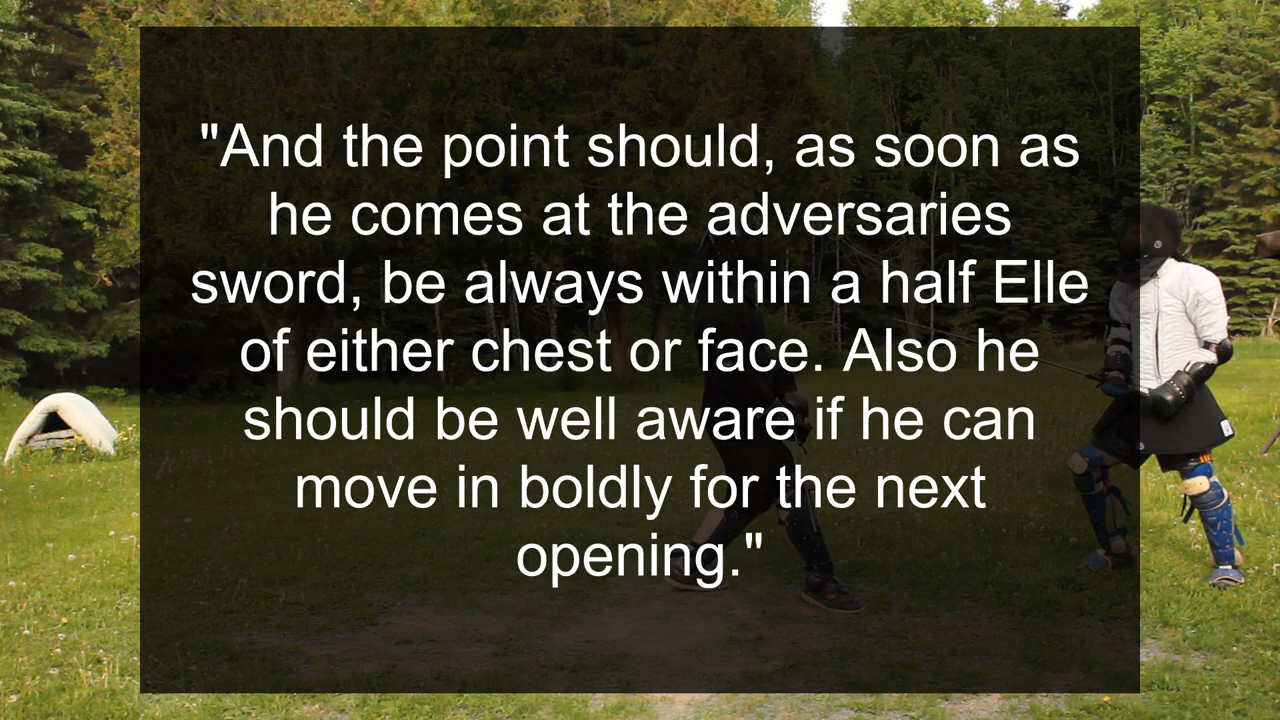 "And the point should, as soon as
he comes at the adversaries
sword, be always within a half Elle
of either chest or face. Also he
should be well aware if he can
move in boldly for the next
opening."